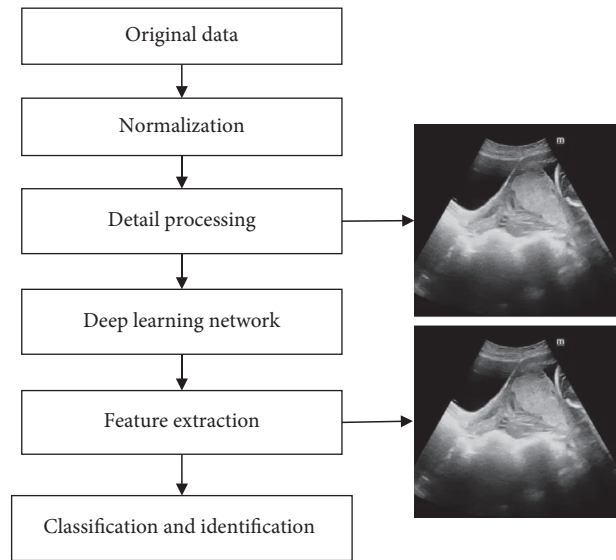 Original data
Normalization
m
Detail processing
Deep learning network
m
Feature extraction
Classification and identification